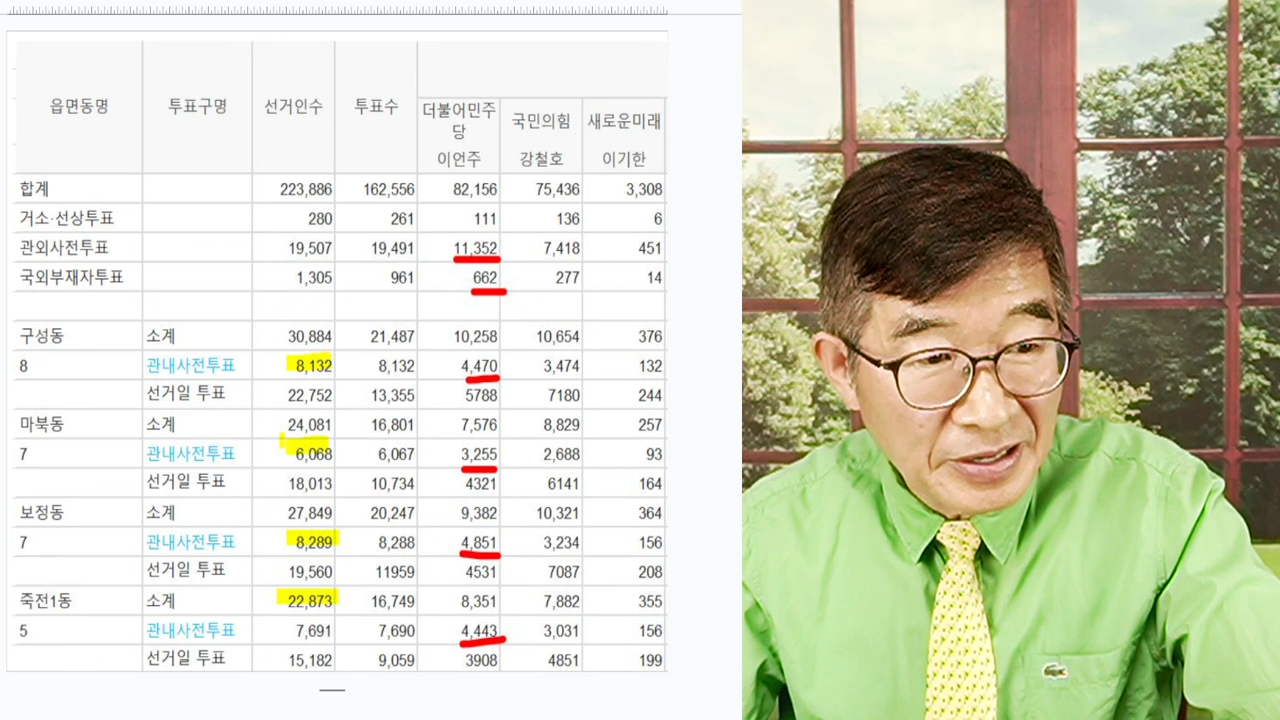 읍면동명 투표구명 선거인수 투표수 더불어민주당 이언주 국민의힘 강철호 새로운미래 이기한
합계 223,886 162,556 82,156 75,436 3,308
거소·선상투표 280 261 111 136 6
관외사전투표 19,507 19,491 11,352 7,418 451
국외부재자투표 1,305 961 662 277 14
구성동 소계 30,884 21,487 10,258 10,654 376
8 관내사전투표 8,132 8,132 4,470 3,474 132
선거일 투표 22,752 13,355 5788 7180 244
마북동 소계 24,081 16,801 7,576 8,829 257
7 관내사전투표 6,068 6,067 3,255 2,688 93
선거일 투표 18,013 10,734 4321 6141 164
보정동 소계 27,849 20,247 9,382 10,321 364
7 관내사전투표 8,289 8,288 4,851 3,234 156
선거일 투표 19,560 11959 4531 7087 208
죽전1동 소계 22,873 16,749 8,351 7,882 355
5 관내사전투표 7,691 7,690 4,443 3,031 156
선거일 투표 15,182 9,059 3908 4851 199